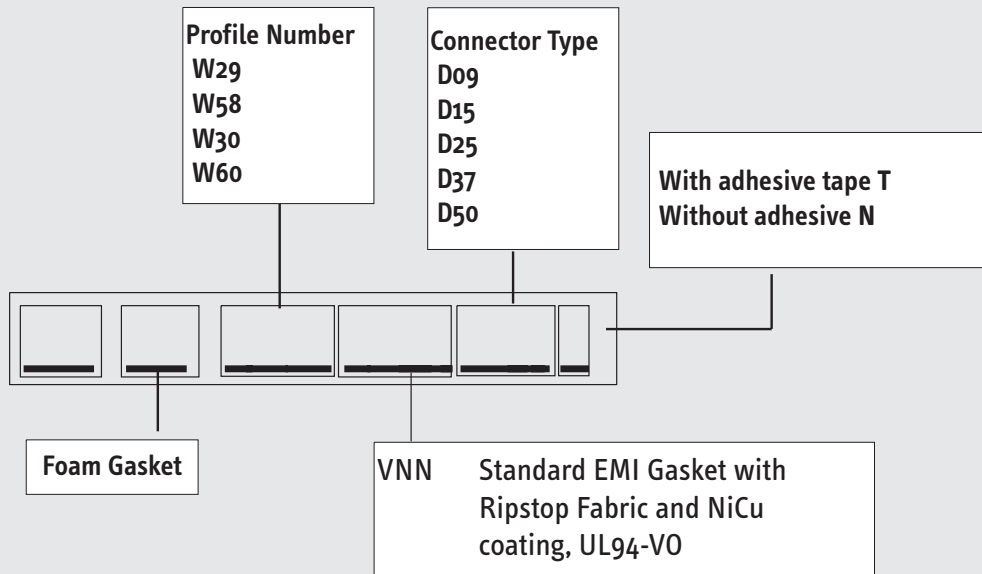 Profile Number
W29
W58
W30
W60
Connector Type
D09
D15
D25
D37
D50
With adhesive tape T
Without adhesive N
Foam Gasket
VNN Standard EMI Gasket with
Ripstop Fabric and NiCu
coating, UL94-VO